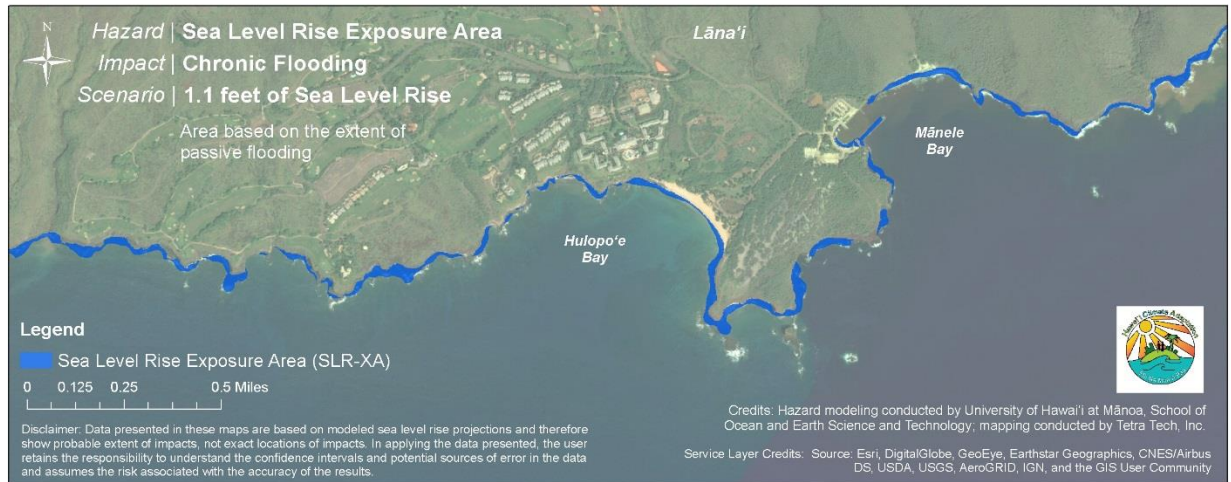 N
Hazard | Sea Level Rise Exposure Area
Impact | Chronic Flooding
Scenario | 1.1 feet of Sea Level Rise
Area based on the extent of
passive flooding
Lāna‘i
Mānele
Bay
Hulopo‘e
Bay
Legend
Sea Level Rise Exposure Area (SLR-XA)
0 0.125 0.25 0.5 Miles
Disclaimer: Data presented in these maps are based on modeled sea level rise projections and therefore
show probable extent of impacts, not exact locations of impacts. In applying the data presented, the user
retains the responsibility to understand the confidence intervals and potential sources of error in the data
and assumes the risk associated with the accuracy of the results.
Hawai‘i Climate Adaptation
Credits: Hazard modeling conducted by University of Hawai‘i at Mānoa, School of
Ocean and Earth Science and Technology; mapping conducted by Tetra Tech, Inc.
Service Layer Credits: Source: Esri, DigitalGlobe, GeoEye, Earthstar Geographics, CNES/Airbus
DS, USDA, USGS, AeroGRID, IGN, and the GIS User Community